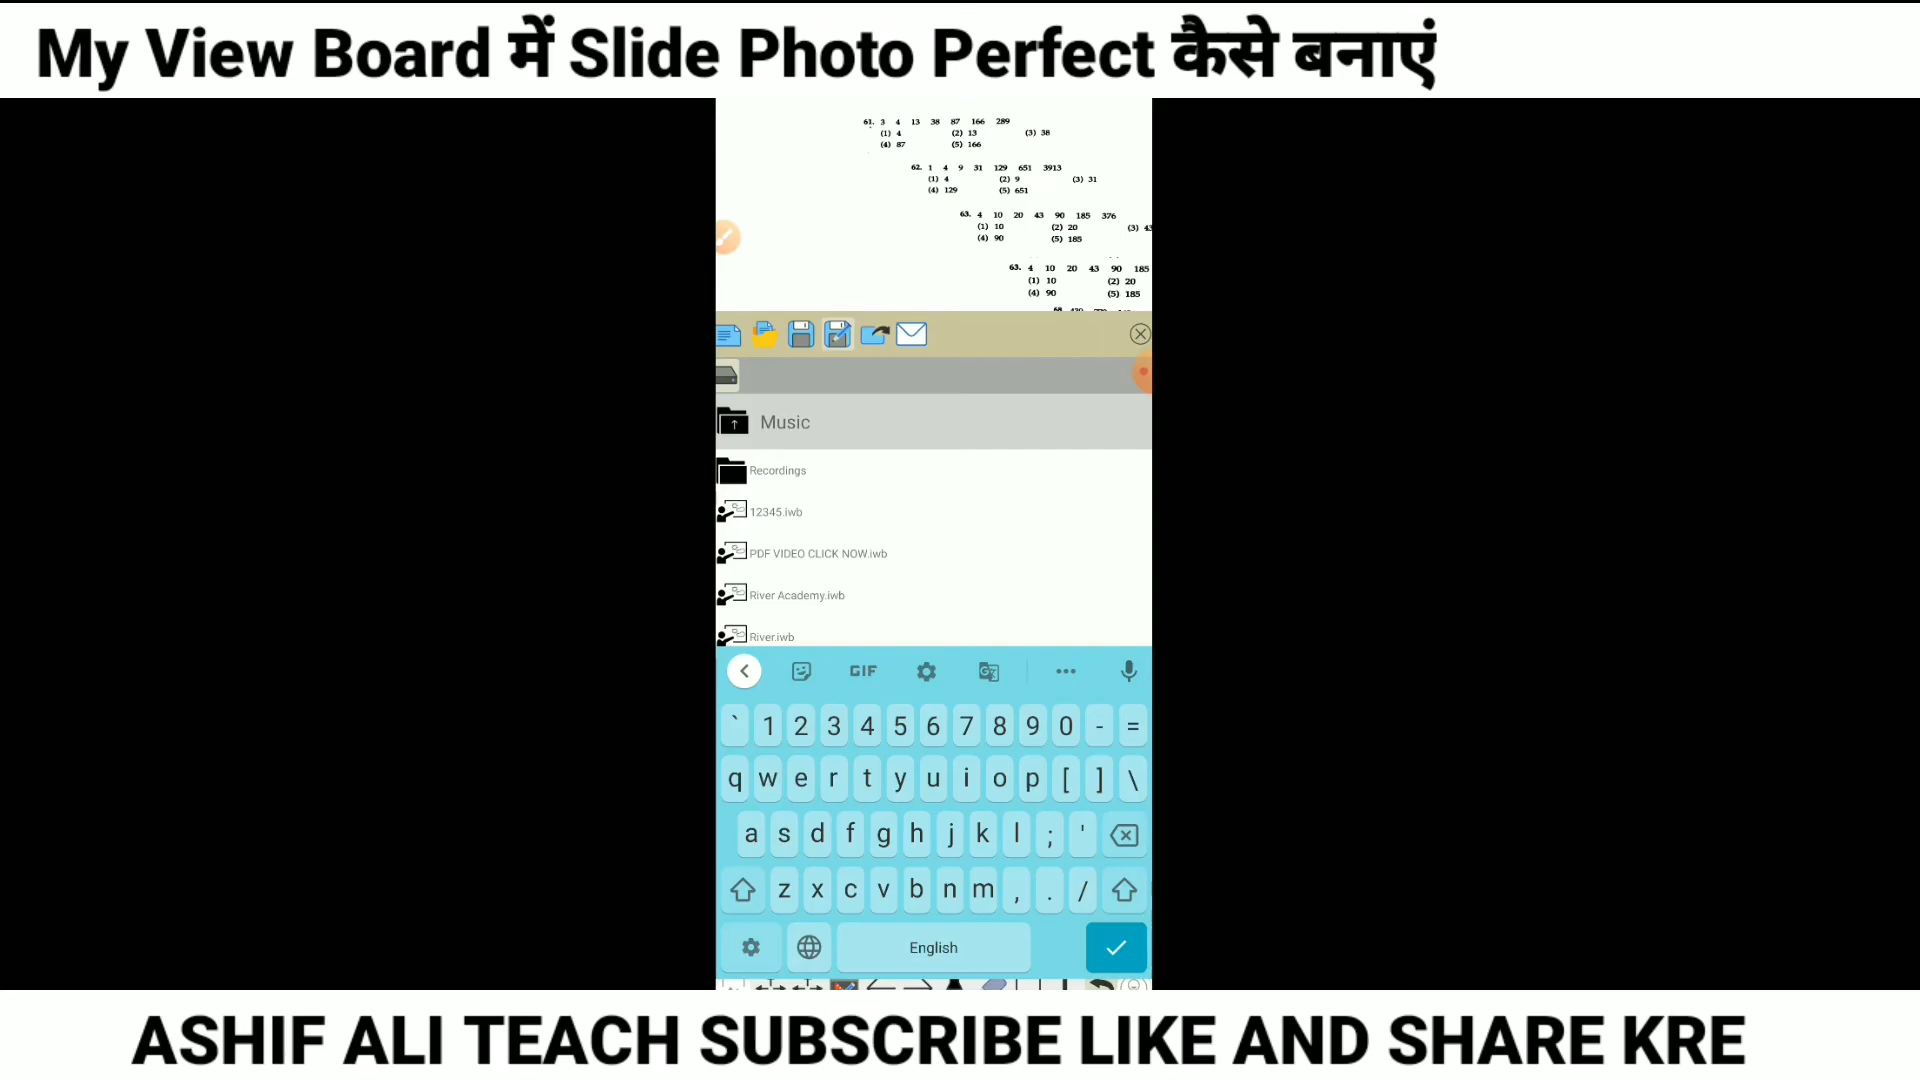 My View Board में Slide Photo Perfect कैसे बनाएं
61. 3 4 13 38 87 166 289
(1) 4 (2) 13 (3) 38
(4) 87 (5) 166
62. 1 4 9 31 129 651 3913
(1) 4 (2) 9 (3) 31
(4) 129 (5) 651
63. 4 10 20 43 90 185 376
(1) 10 (2) 20 (3) 43
(4) 90 (5) 185
63. 4 10 20 43 90 185
(1) 10 (2) 20
(4) 90 (5) 185
Music
Recordings
12345.iwb
PDF VIDEO CLICK NOW.iwb
River Academy.iwb
River.iwb
GIF
` 1 2 3 4 5 6 7 8 9 0 - =
q w e r t y u i o p [ ] \
a s d f g h j k l ; '
z x c v b n m , . /
English
ASHIF ALI TEACH SUBSCRIBE LIKE AND SHARE KRE